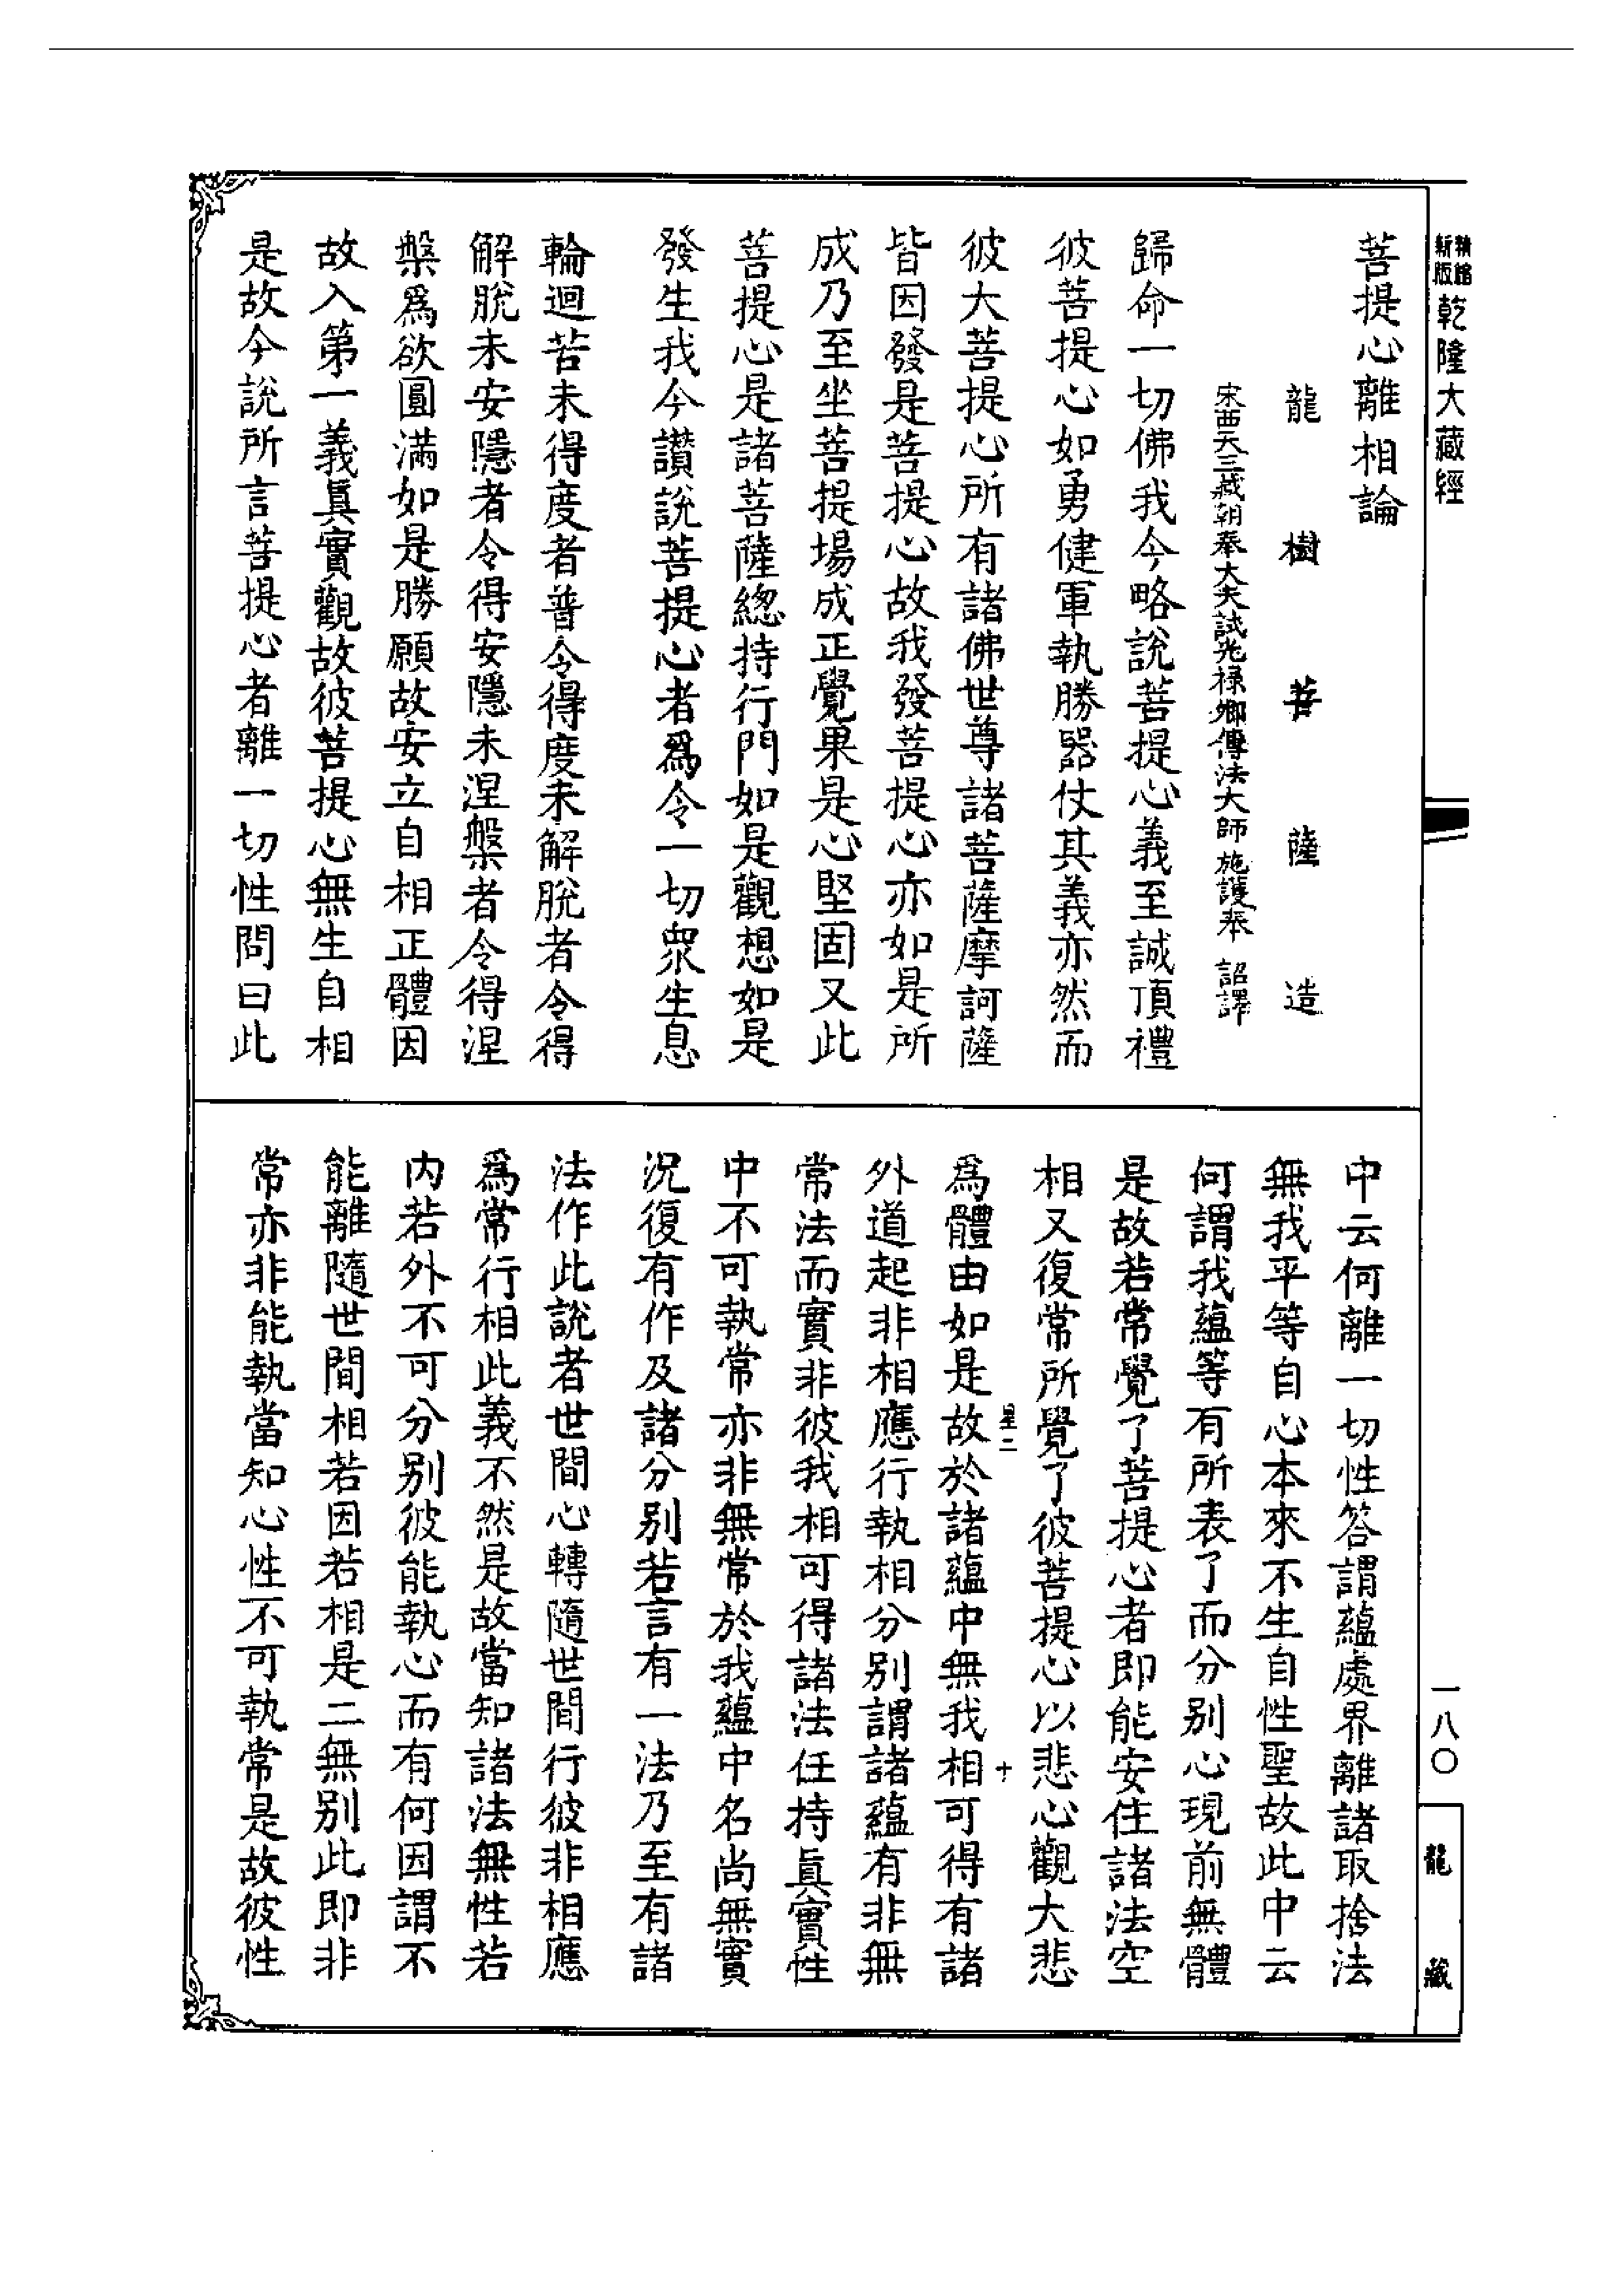 精縮新版乾隆大藏經
菩提心離相論
龍樹菩薩造
宋西天三藏朝奉大夫試光祿卿傳法大師施護奉 詔譯
歸命一切佛我今略說菩提心義至誠頂禮
彼菩提心如勇健軍執勝器仗其義亦然而
彼大菩提心所有諸佛世尊諸菩薩摩訶薩
皆因發是菩提心故我發菩提心亦如是所
成乃至坐菩提場成正覺果是心堅固又此
菩提心是諸菩薩總持行門如是觀想如是
發生我今讚說菩提心者爲令一切衆生息
輪迴苦未得度者普令得度未解脫者令得
解脫未安隱者令得安隱未涅槃者令得涅
槃爲欲圓滿如是勝願故安立自相正體因
故入第一義真實觀故彼菩提心無生自相
是故今說所言菩提心者離一切性問曰此
中云何離一切性答謂蘊處界離諸取捨法
無我平等自心本來不生自性聖故此中云
何謂我蘊等有所表了而分別心現前無體
是故若常覺了菩提心者即能安住諸法空
相又復常所覺了彼菩提心以悲心觀大悲
星二 十
爲體由如是故於諸蘊中無我相可得有諸
外道起非相應行執相分別謂諸蘊有非無
常法而實非彼我相可得諸法任持真實性
中不可執常亦非無常於我蘊中名尚無實
況復有作及諸分別若言有一法乃至有諸
法作此說者世間心轉隨世間行彼非相應
爲常行相此義不然是故當知諸法無性若
內若外不可分別彼能執心而有何因謂不
能離隨世間相若因若相是二無別此即非
常亦非能執當知心性不可執常是故彼性
一八〇
龍藏